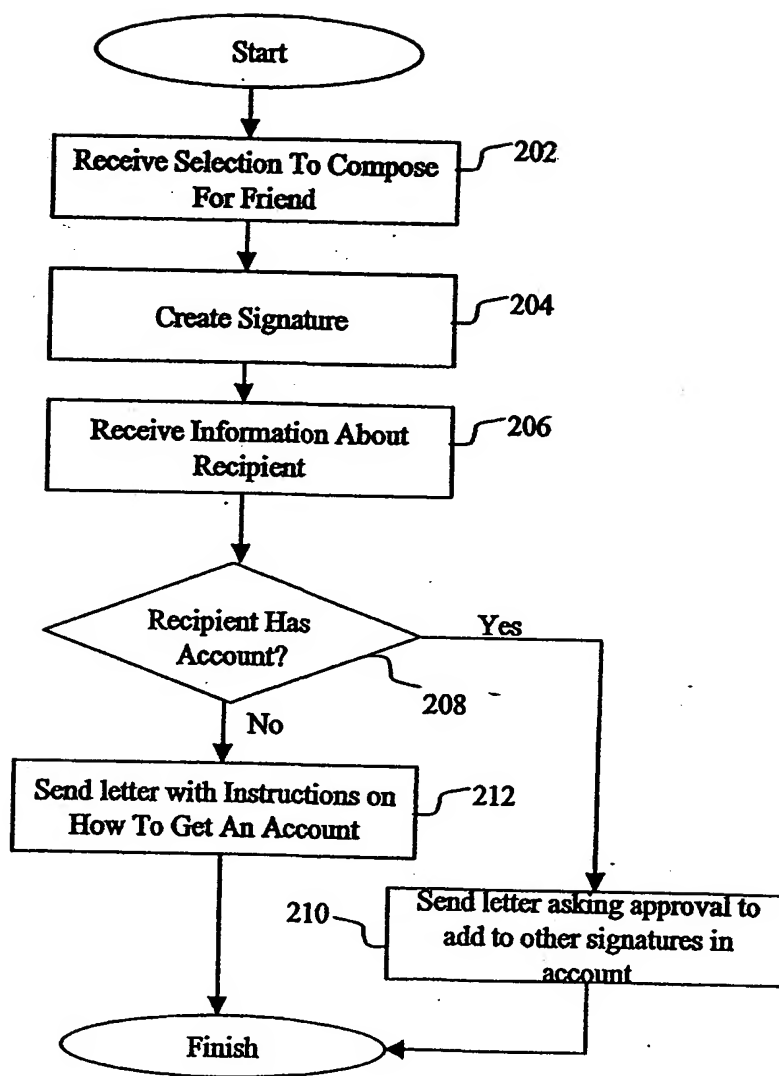 Start
Receive Selection To Compose
For Friend
202
Create Signature
204
Receive Information About
Recipient
206
Recipient Has
Account?
Yes
208
No
Send letter with Instructions on
How To Get An Account
212
Send letter asking approval to
add to other signatures in
account
210
Finish